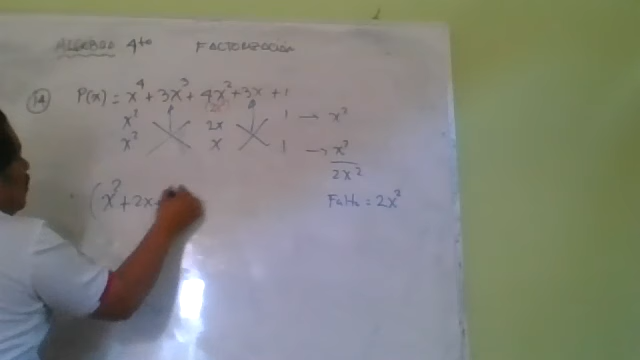 ALGEBRA 4to FACTORIZACIÓN
14 P(x) = x⁴ + 3x³ + 4x² + 3x + 1
x² 2x 1 → x²
x² x 1 → x²
2x²
(x² + 2x Falta = 2x²